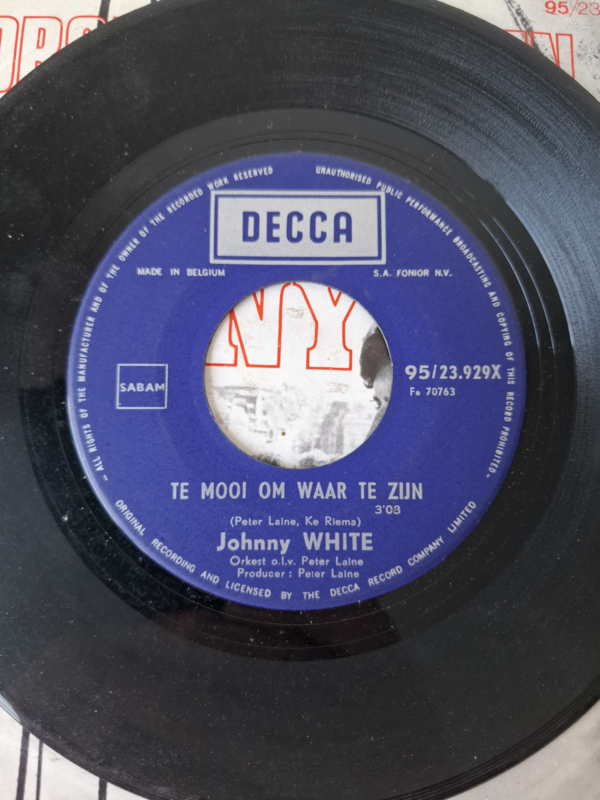 95/23
- ALL RIGHTS OF THE MANUFACTURER AND OF THE OWNER OF THE RECORDED WORK RESERVED
UNAUTHORISED PUBLIC PERFORMANCE BROADCASTING AND COPYING OF THIS RECORD PROHIBITED -
DECCA
MADE IN BELGIUM
S.A. FONIOR N.V.
NY
SABAM
95/23.929X
Fe 70763
TE MOOI OM WAAR TE ZIJN
3'03
(Peter Laine, Ke Riema)
Johnny WHITE
Orkest o.l.v. Peter Laine
Producer : Peter Laine
ORIGINAL RECORDING AND LICENSED BY THE DECCA RECORD COMPANY LIMITED